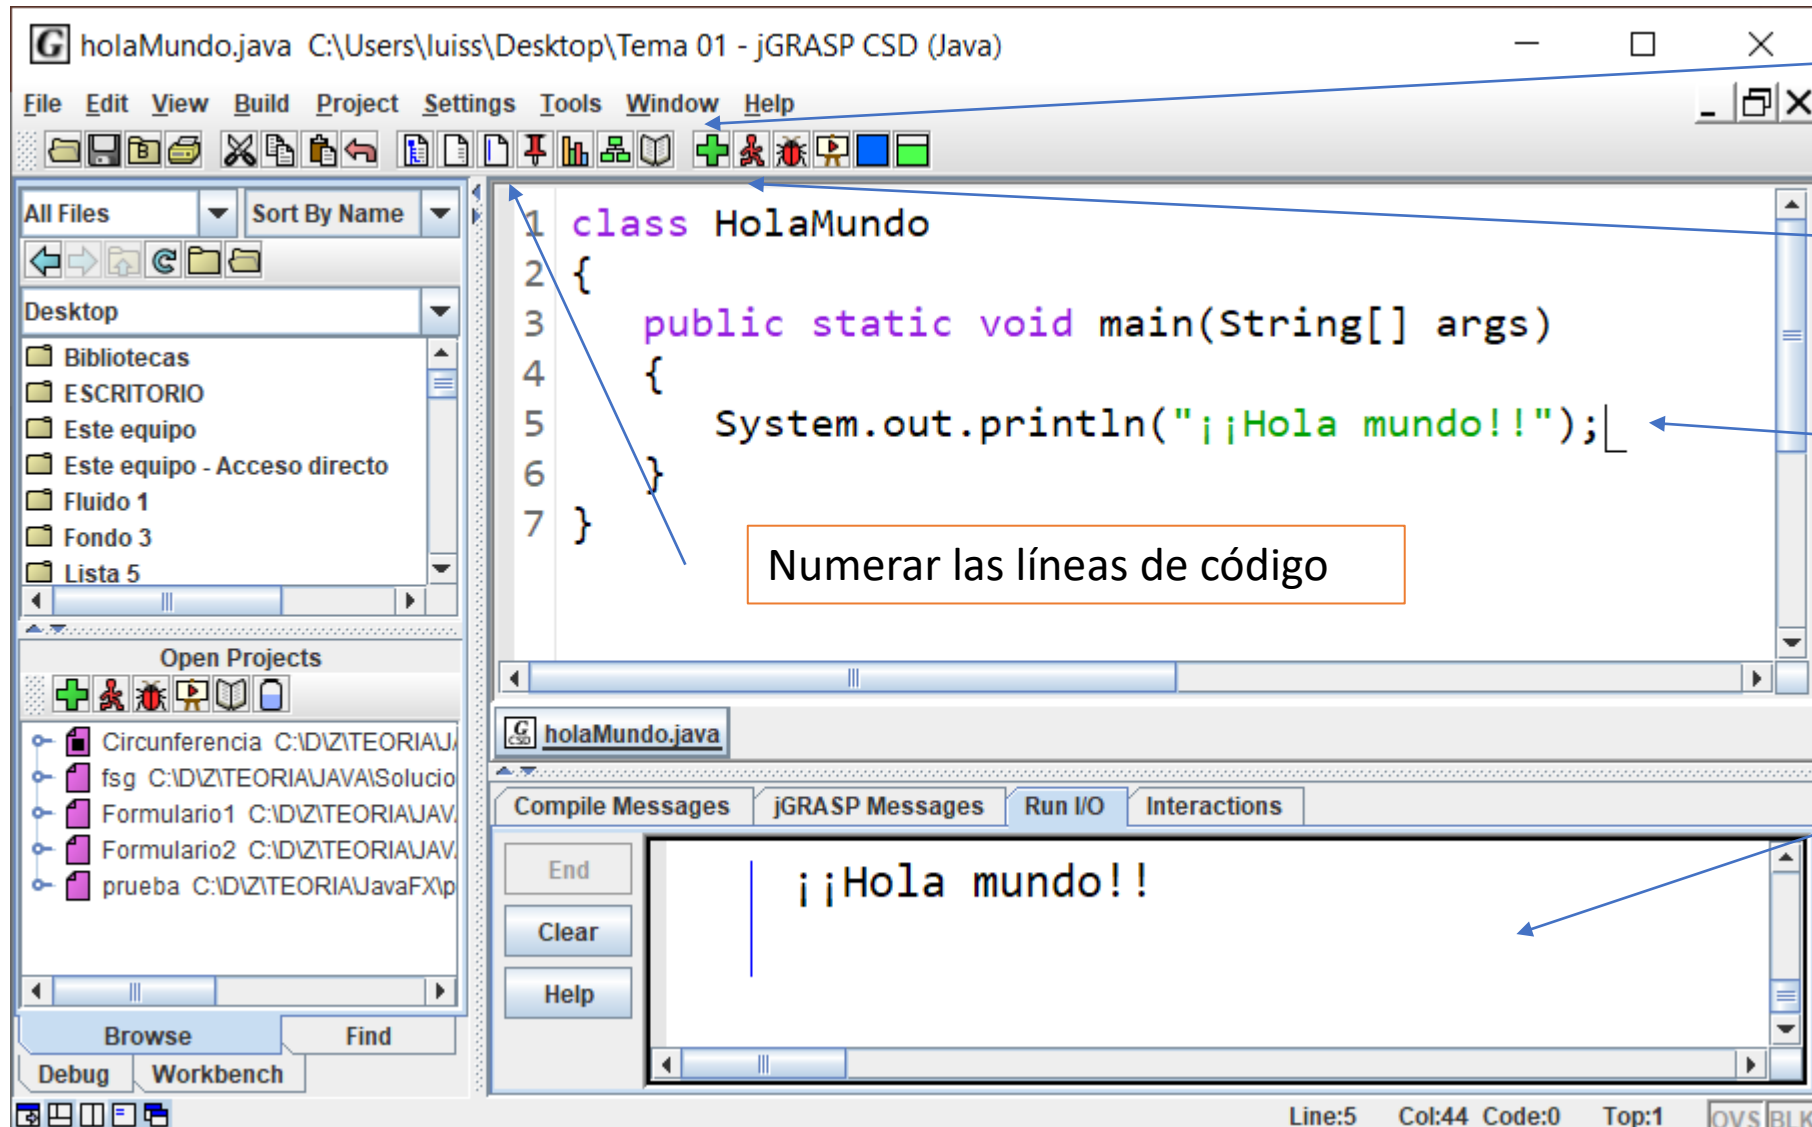 holaMundo.java C:\Users\luiss\Desktop\Tema 01 - jGRASP CSD (Java)
File Edit View Build Project Settings Tools Window Help
All Files Sort By Name
Desktop
Bibliotecas
ESCRITORIO
Este equipo
Este equipo - Acceso directo
Fluido 1
Fondo 3
Lista 5
Open Projects
Circunferencia C:\D\Z\TEORIA\J
fsg C:\D\Z\TEORIA\JAVA\Solucio
Formulario1 C:\D\Z\TEORIA\JAV
Formulario2 C:\D\Z\TEORIA\JAV
prueba C:\D\Z\TEORIA\JavaFX\p
Browse Find
Debug Workbench
1 class HolaMundo
2 {
3 public static void main(String[] args)
4 {
5 System.out.println("¡¡Hola mundo!!");
6 }
7 }
Numerar las líneas de código
holaMundo.java
Compile Messages jGRASP Messages Run I/O Interactions
End
Clear
Help
¡¡Hola mundo!!
Line:5 Col:44 Code:0 Top:1 OVS BLK